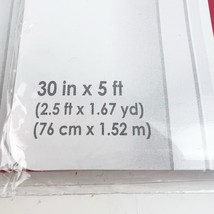 30 in x 5 ft
(2.5 ft x 1.67 yd)
(76 cm x 1.52 m)